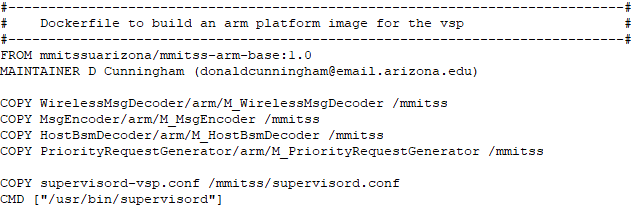 #-------------------------------------------------------------------------------#
#    Dockerfile to build an arm platform image for the vsp                      #
#-------------------------------------------------------------------------------#
FROM mmitssuarizona/mmitss-arm-base:1.0
MAINTAINER D Cunningham (donaldcunningham@email.arizona.edu)

COPY WirelessMsgDecoder/arm/M_WirelessMsgDecoder /mmitss
COPY MsgEncoder/arm/M_MsgEncoder /mmitss
COPY HostBsmDecoder/arm/M_HostBsmDecoder /mmitss
COPY PriorityRequestGenerator/arm/M_PriorityRequestGenerator /mmitss

COPY supervisord-vsp.conf /mmitss/supervisord.conf
CMD ["/usr/bin/supervisord"]